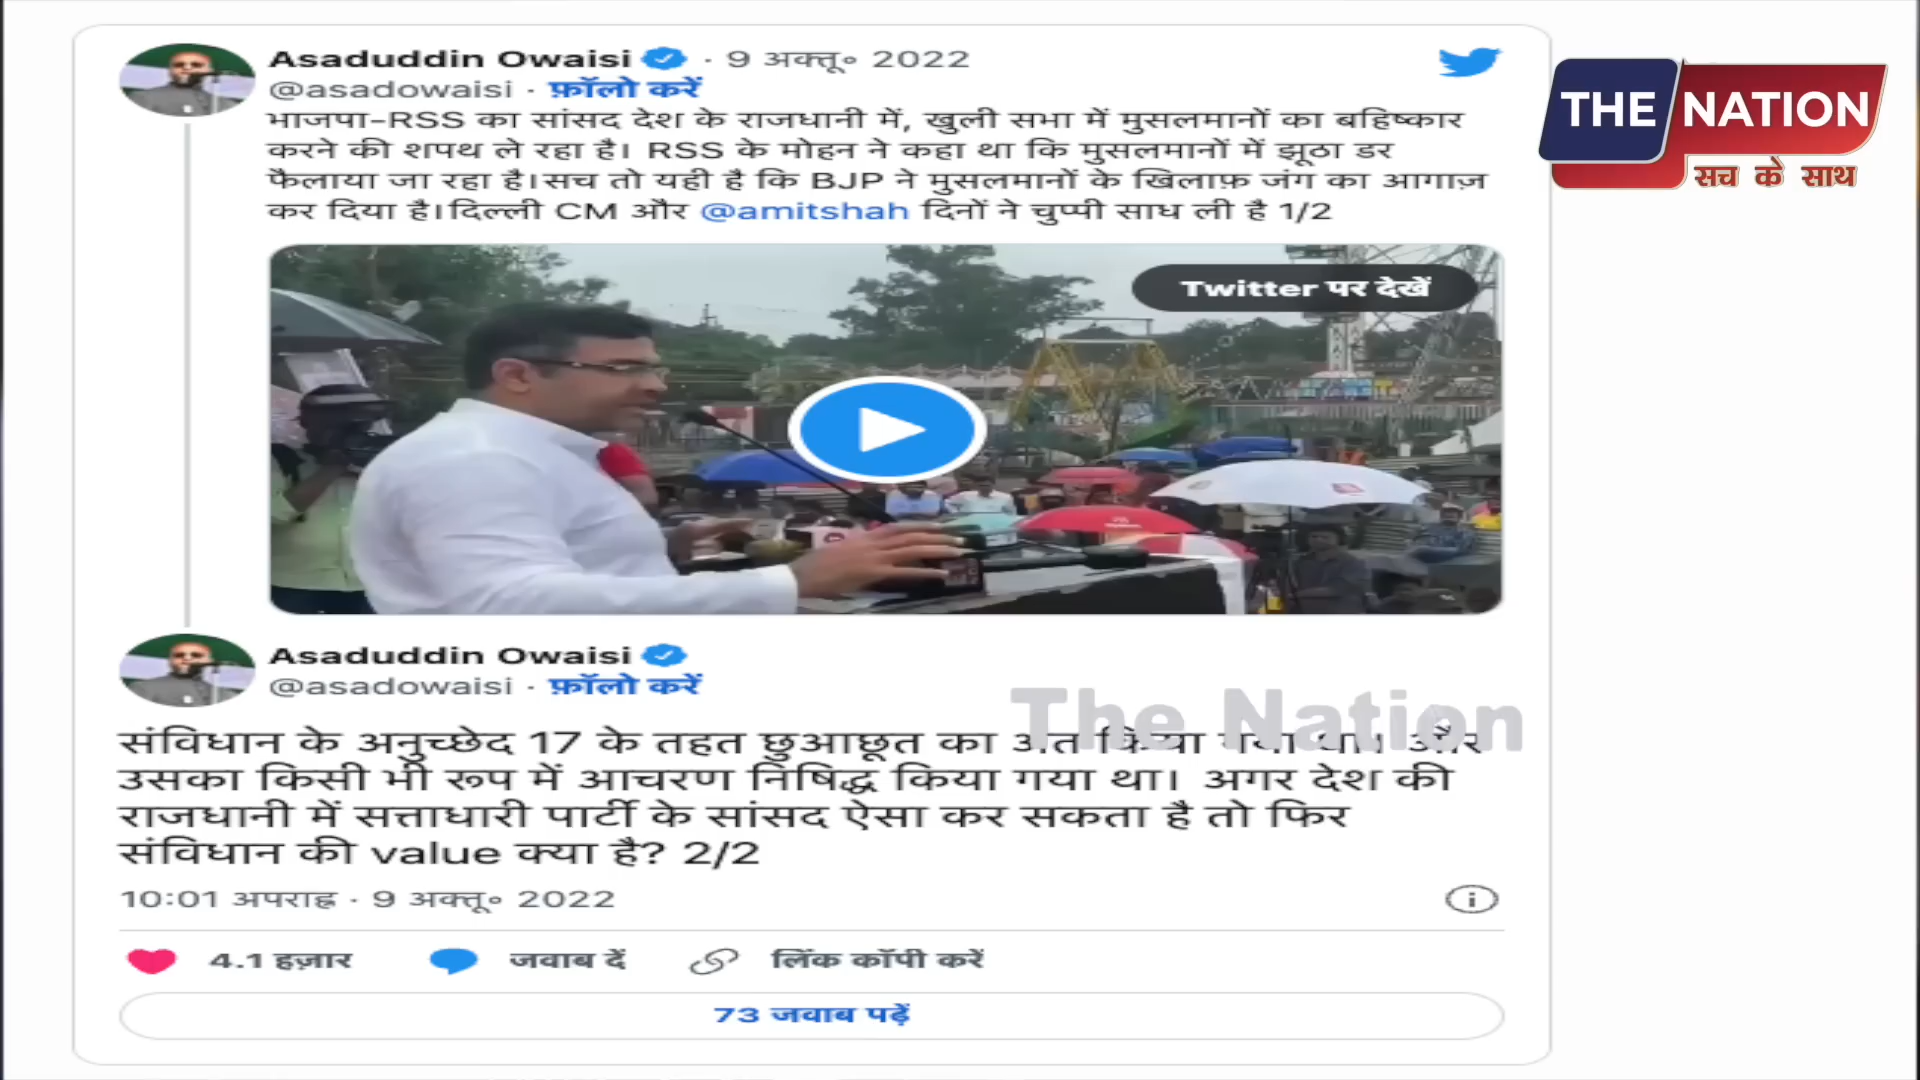 Asaduddin Owaisi · 9 अक्तू॰ 2022
@asadowaisi · फ़ॉलो करें
भाजपा-RSS का सांसद देश के राजधानी में, खुली सभा में मुसलमानों का बहिष्कार
करने की शपथ ले रहा है। RSS के मोहन ने कहा था कि मुसलमानों में झूठा डर
फैलाया जा रहा है।सच तो यही है कि BJP ने मुसलमानों के खिलाफ़ जंग का आगाज़
कर दिया है।दिल्ली CM और @amitshah दिनों ने चुप्पी साध ली है 1/2
THE NATION
सच के साथ
Twitter पर देखें
Asaduddin Owaisi
@asadowaisi · फ़ॉलो करें
The Nation
संविधान के अनुच्छेद 17 के तहत छुआछूत का अंत किया गया था। और
उसका किसी भी रूप में आचरण निषिद्ध किया गया था। अगर देश की
राजधानी में सत्ताधारी पार्टी के सांसद ऐसा कर सकता है तो फिर
संविधान की value क्या है? 2/2
10:01 अपराह्न · 9 अक्तू॰ 2022
4.1 हज़ार जवाब दें लिंक कॉपी करें
73 जवाब पढ़ें